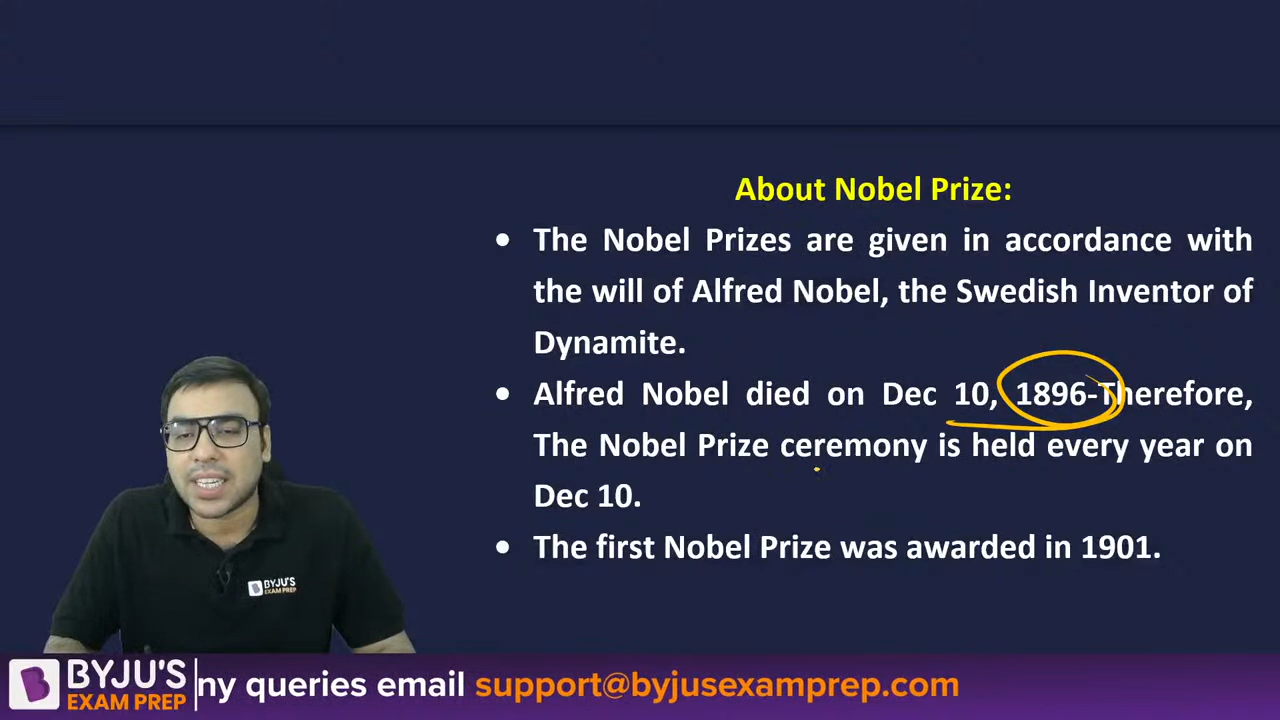 About Nobel Prize:
• The Nobel Prizes are given in accordance with
the will of Alfred Nobel, the Swedish Inventor of
Dynamite.
• Alfred Nobel died on Dec 10, 1896-Therefore,
The Nobel Prize ceremony is held every year on
Dec 10.
• The first Nobel Prize was awarded in 1901.
BYJU'S
EXAM PREP
BYJU'S
EXAM PREP
ny queries email support@byjusexamprep.com